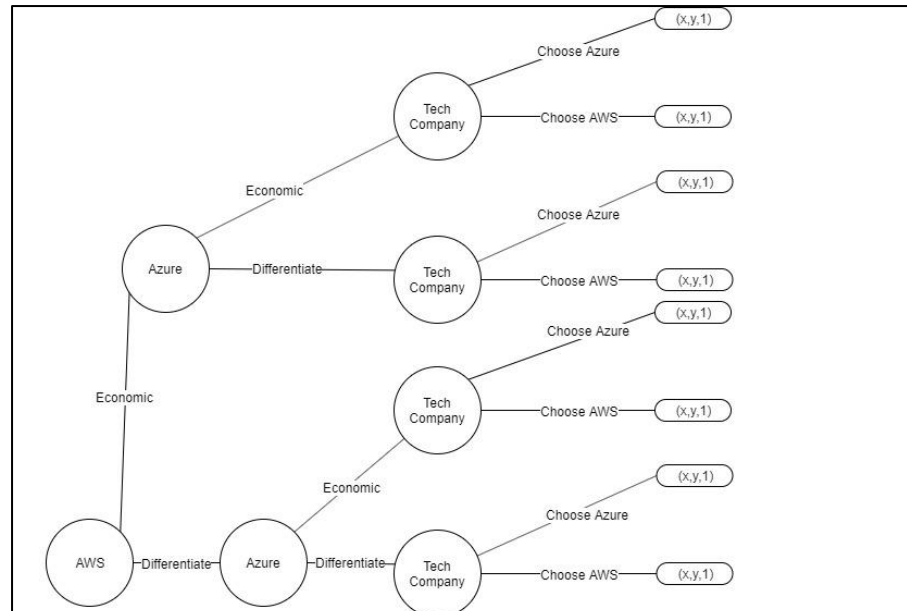 (x,y,1)
Choose Azure
Tech
Company
Choose AWS
(x,y,1)
Economic
(x,y,1)
Choose Azure
Azure
Differentiate
Tech
Company
Choose AWS
(x,y,1)
(x,y,1)
Choose Azure
Economic
Tech
Company
Choose AWS
(x,y,1)
(x,y,1)
Economic
Choose Azure
AWS
Differentiate
Azure
Differentiate
Tech
Company
Choose AWS
(x,y,1)